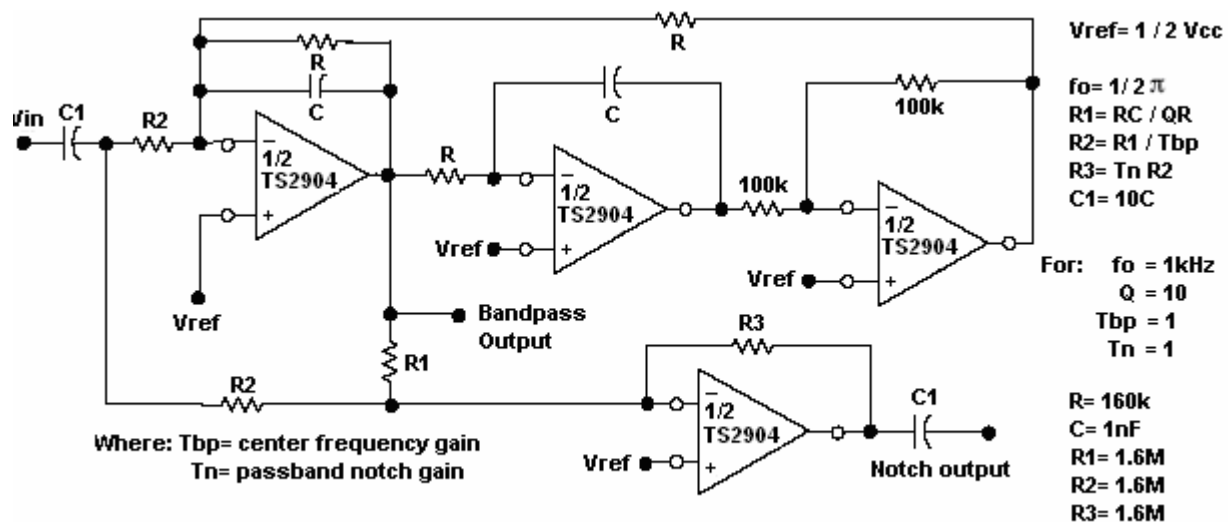 R
Vref= 1 / 2 Vcc
R
100k
fo= 1/ 2 π
R1= RC / QR
R2= R1 / Tbp
R3= Tn R2
C1= 10C
C
C
Vin
C1
R2
R
100k
−
1/2
TS2904
+
−
1/2
TS2904
+
−
1/2
TS2904
+
Vref
Vref
Vref
For: fo = 1kHz
Q = 10
Tbp = 1
Tn = 1
Bandpass
Output
R1
R3
R2
−
1/2
TS2904
+
C1
Vref
Notch output
Where: Tbp= center frequency gain
Tn= passband notch gain
R= 160k
C= 1nF
R1= 1.6M
R2= 1.6M
R3= 1.6M